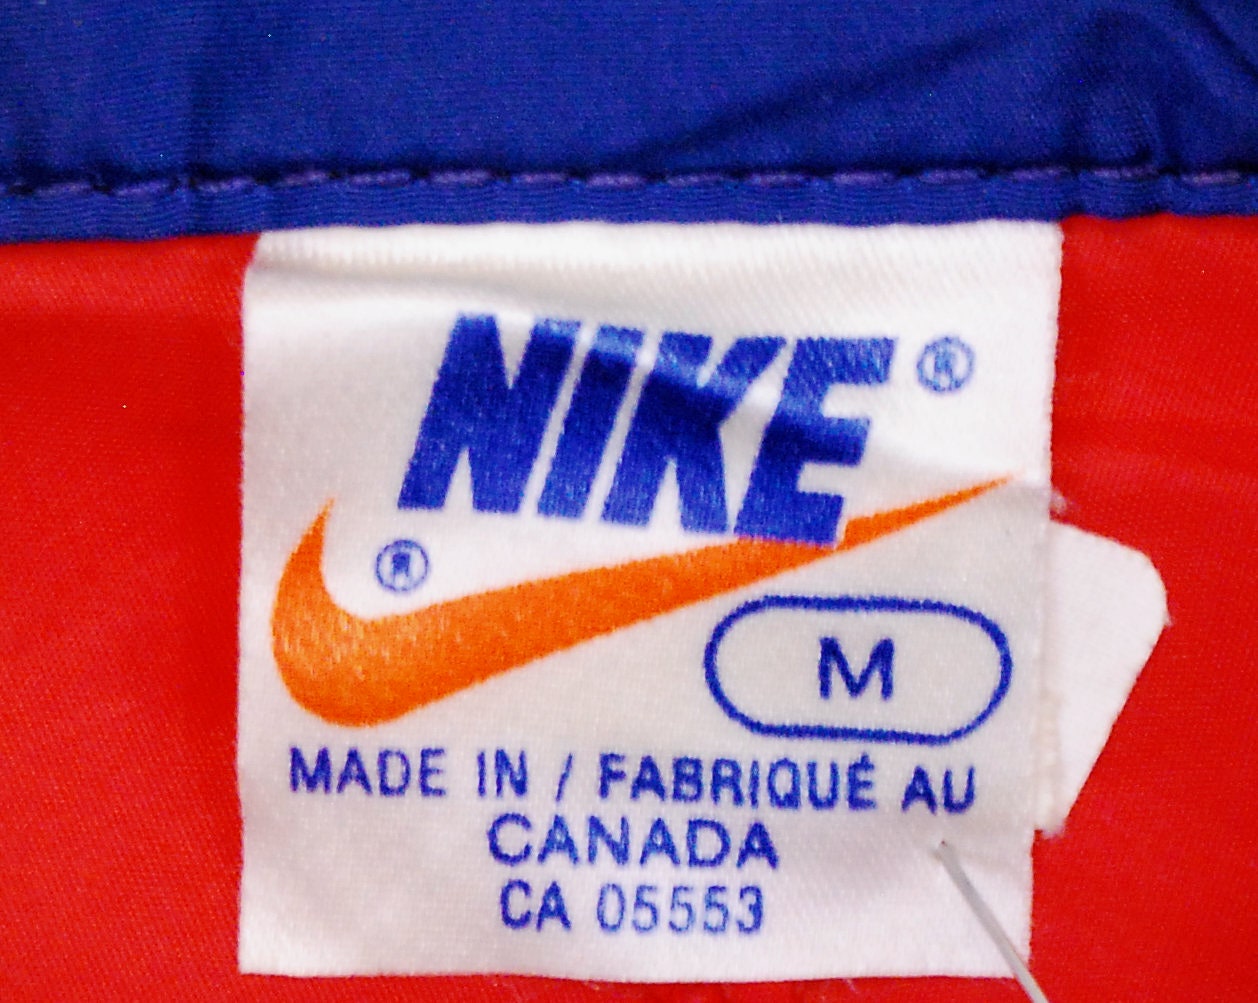 NIKE ®
®
M
MADE IN / FABRIQUÉ AU
CANADA
CA 05553